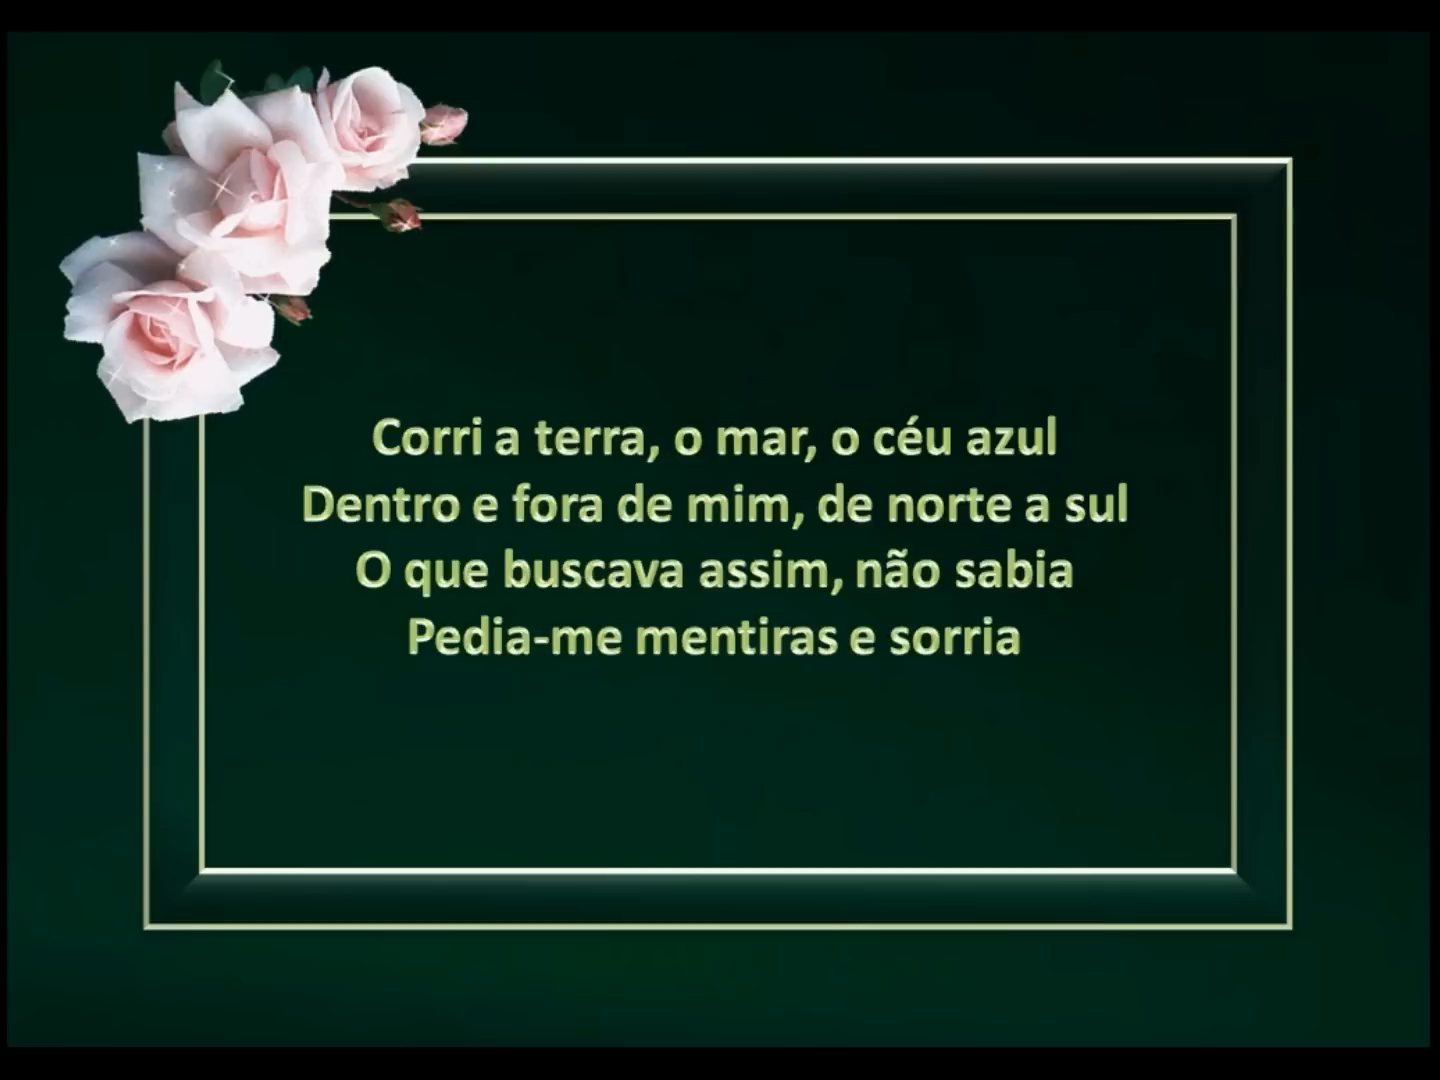 Corri a terra, o mar, o céu azul
Dentro e fora de mim, de norte a sul
O que buscava assim, não sabia
Pedia-me mentiras e sorria